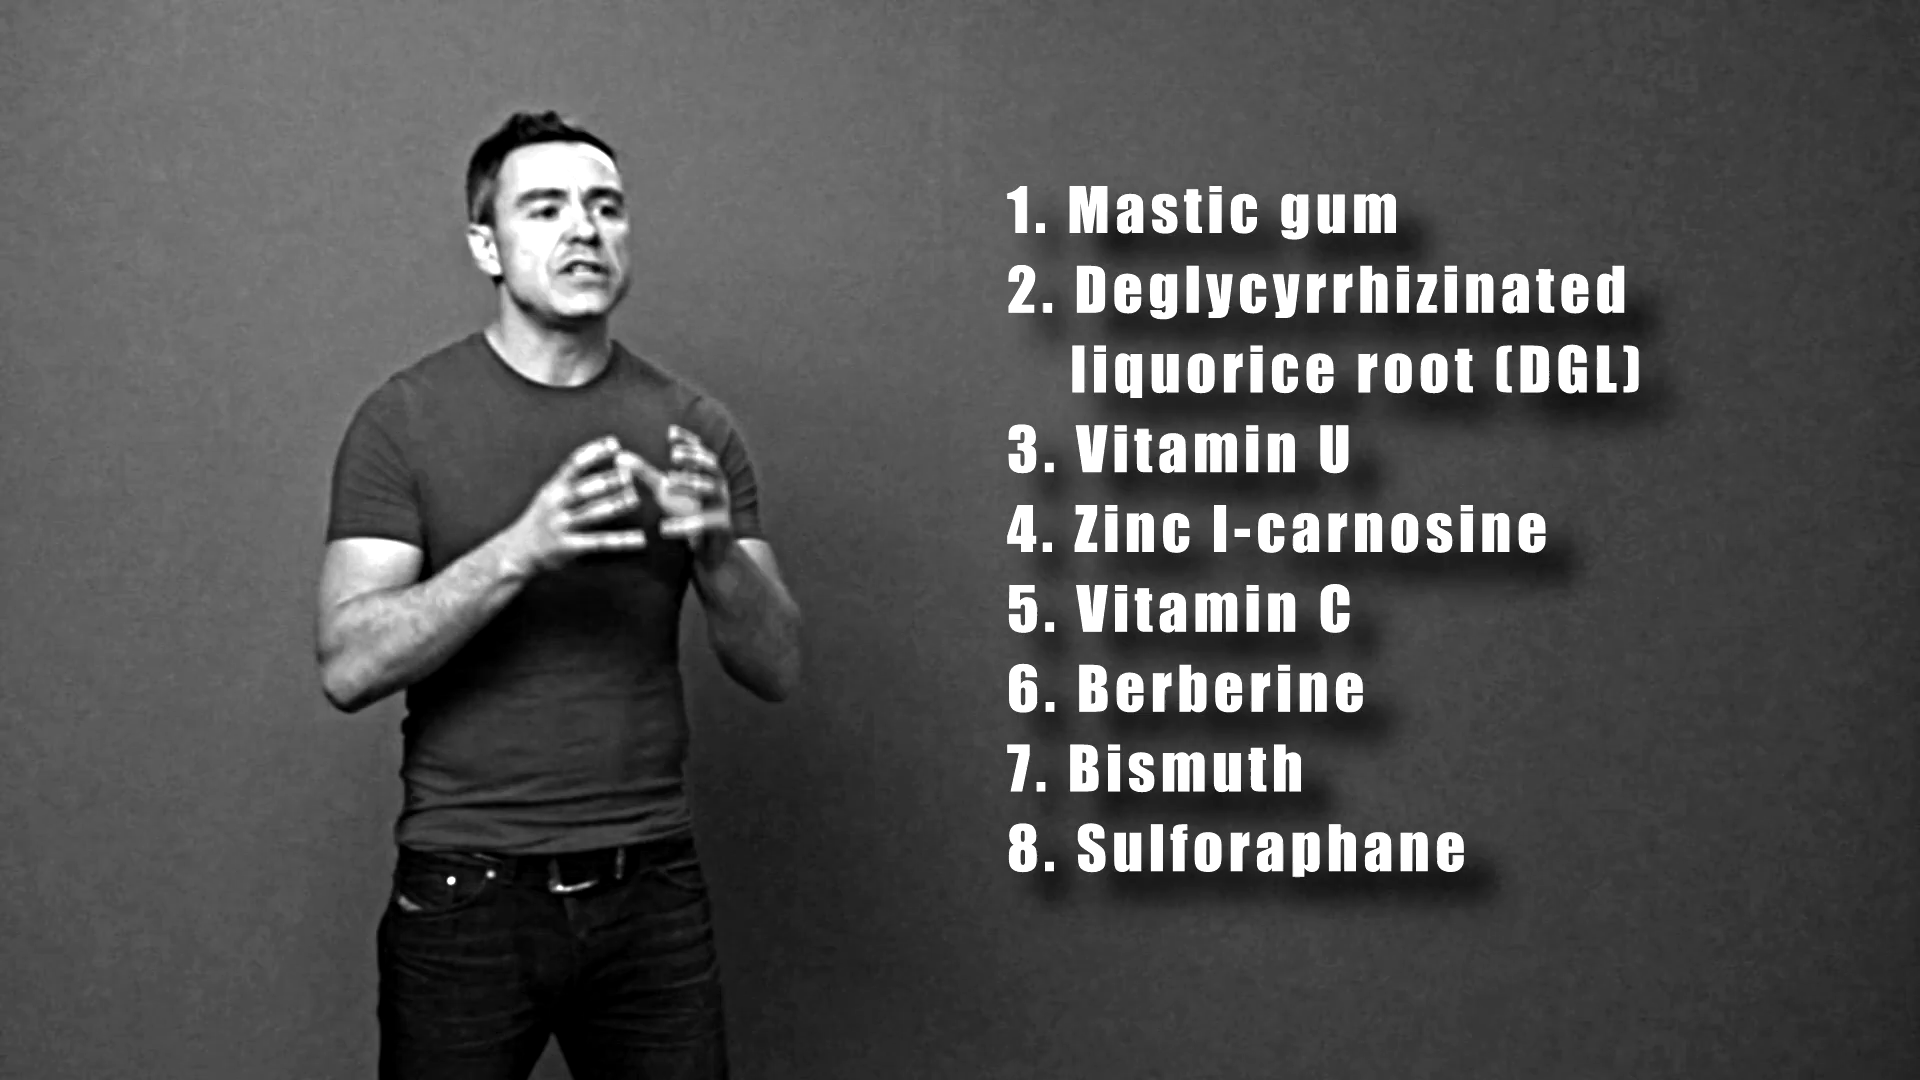 1. Mastic gum
2. Deglycyrrhizinated
liquorice root (DGL)
3. Vitamin U
4. Zinc l-carnosine
5. Vitamin C
6. Berberine
7. Bismuth
8. Sulforaphane